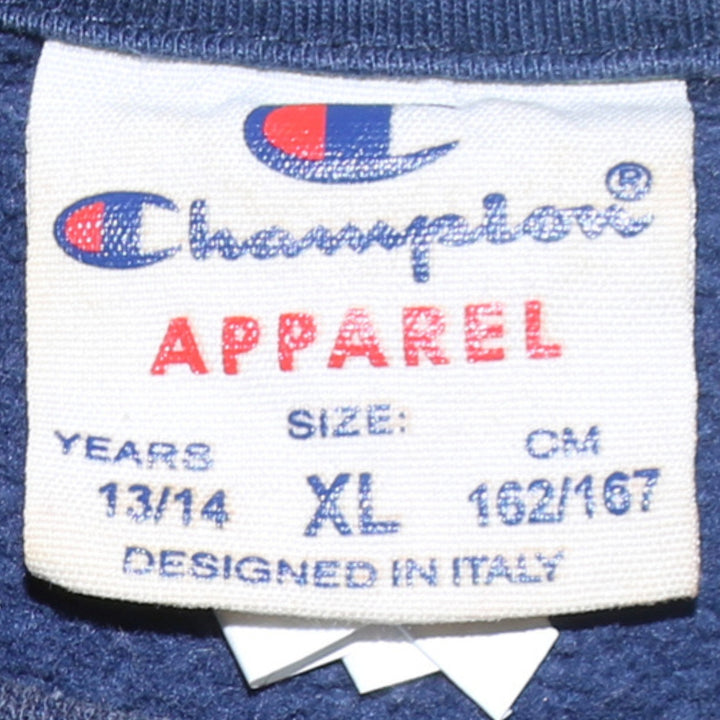 Champion®
APPAREL
SIZE:
YEARS CM
13/14 XL 162/167
DESIGNED IN ITALY